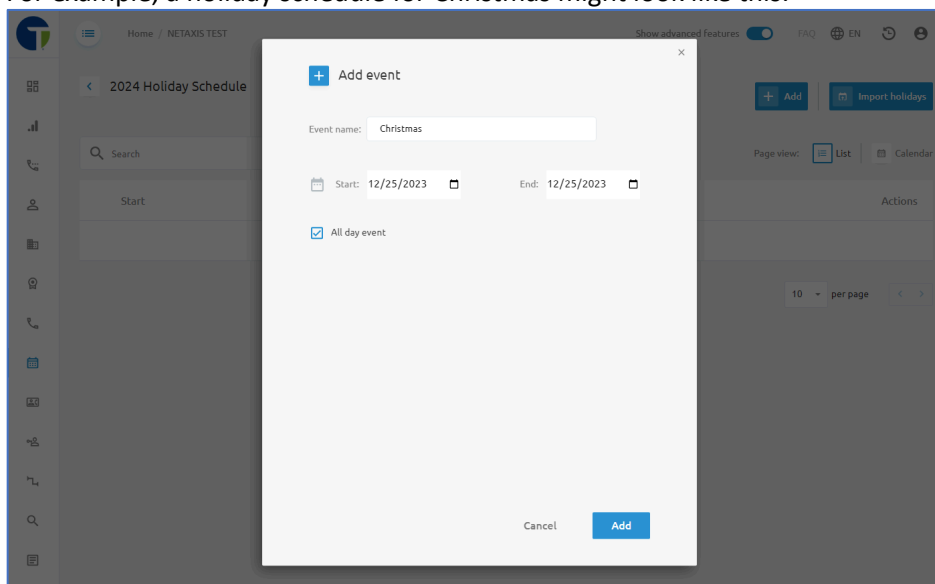 For example, a holiday schedule for Christmas might look like this:
Home / NETAXIS TEST
Show advanced features
FAQ
EN
2024 Holiday Schedule
Add
Import holidays
Search
Page view:
List
Calendar
Start
Actions
10
per page
×
Add event
Event name:
Christmas
Start: 12/25/2023
End: 12/25/2023
All day event
Cancel
Add